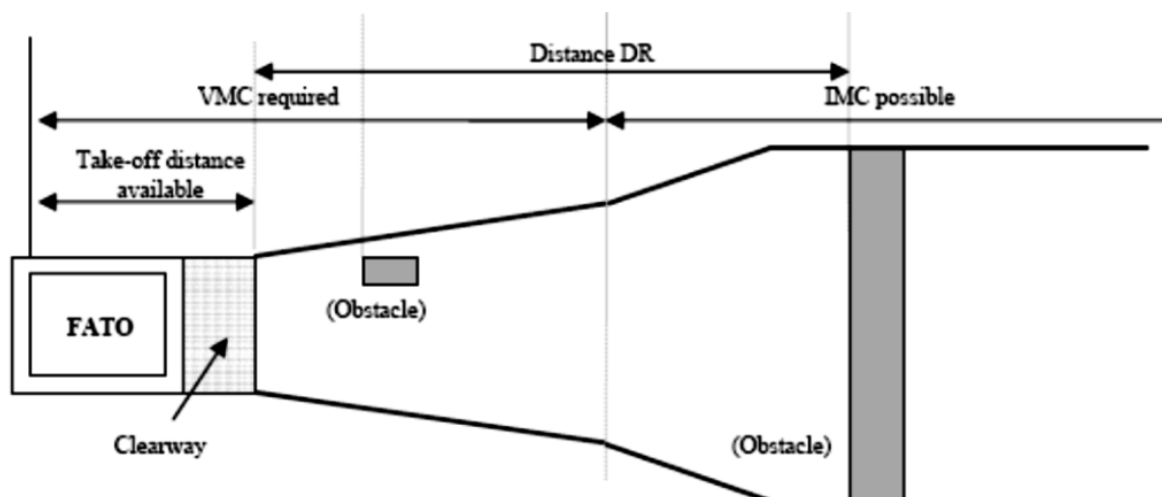 Distance DR
VMC required
IMC possible
Take-off distance
available
FATO
(Obstacle)
Clearway
(Obstacle)